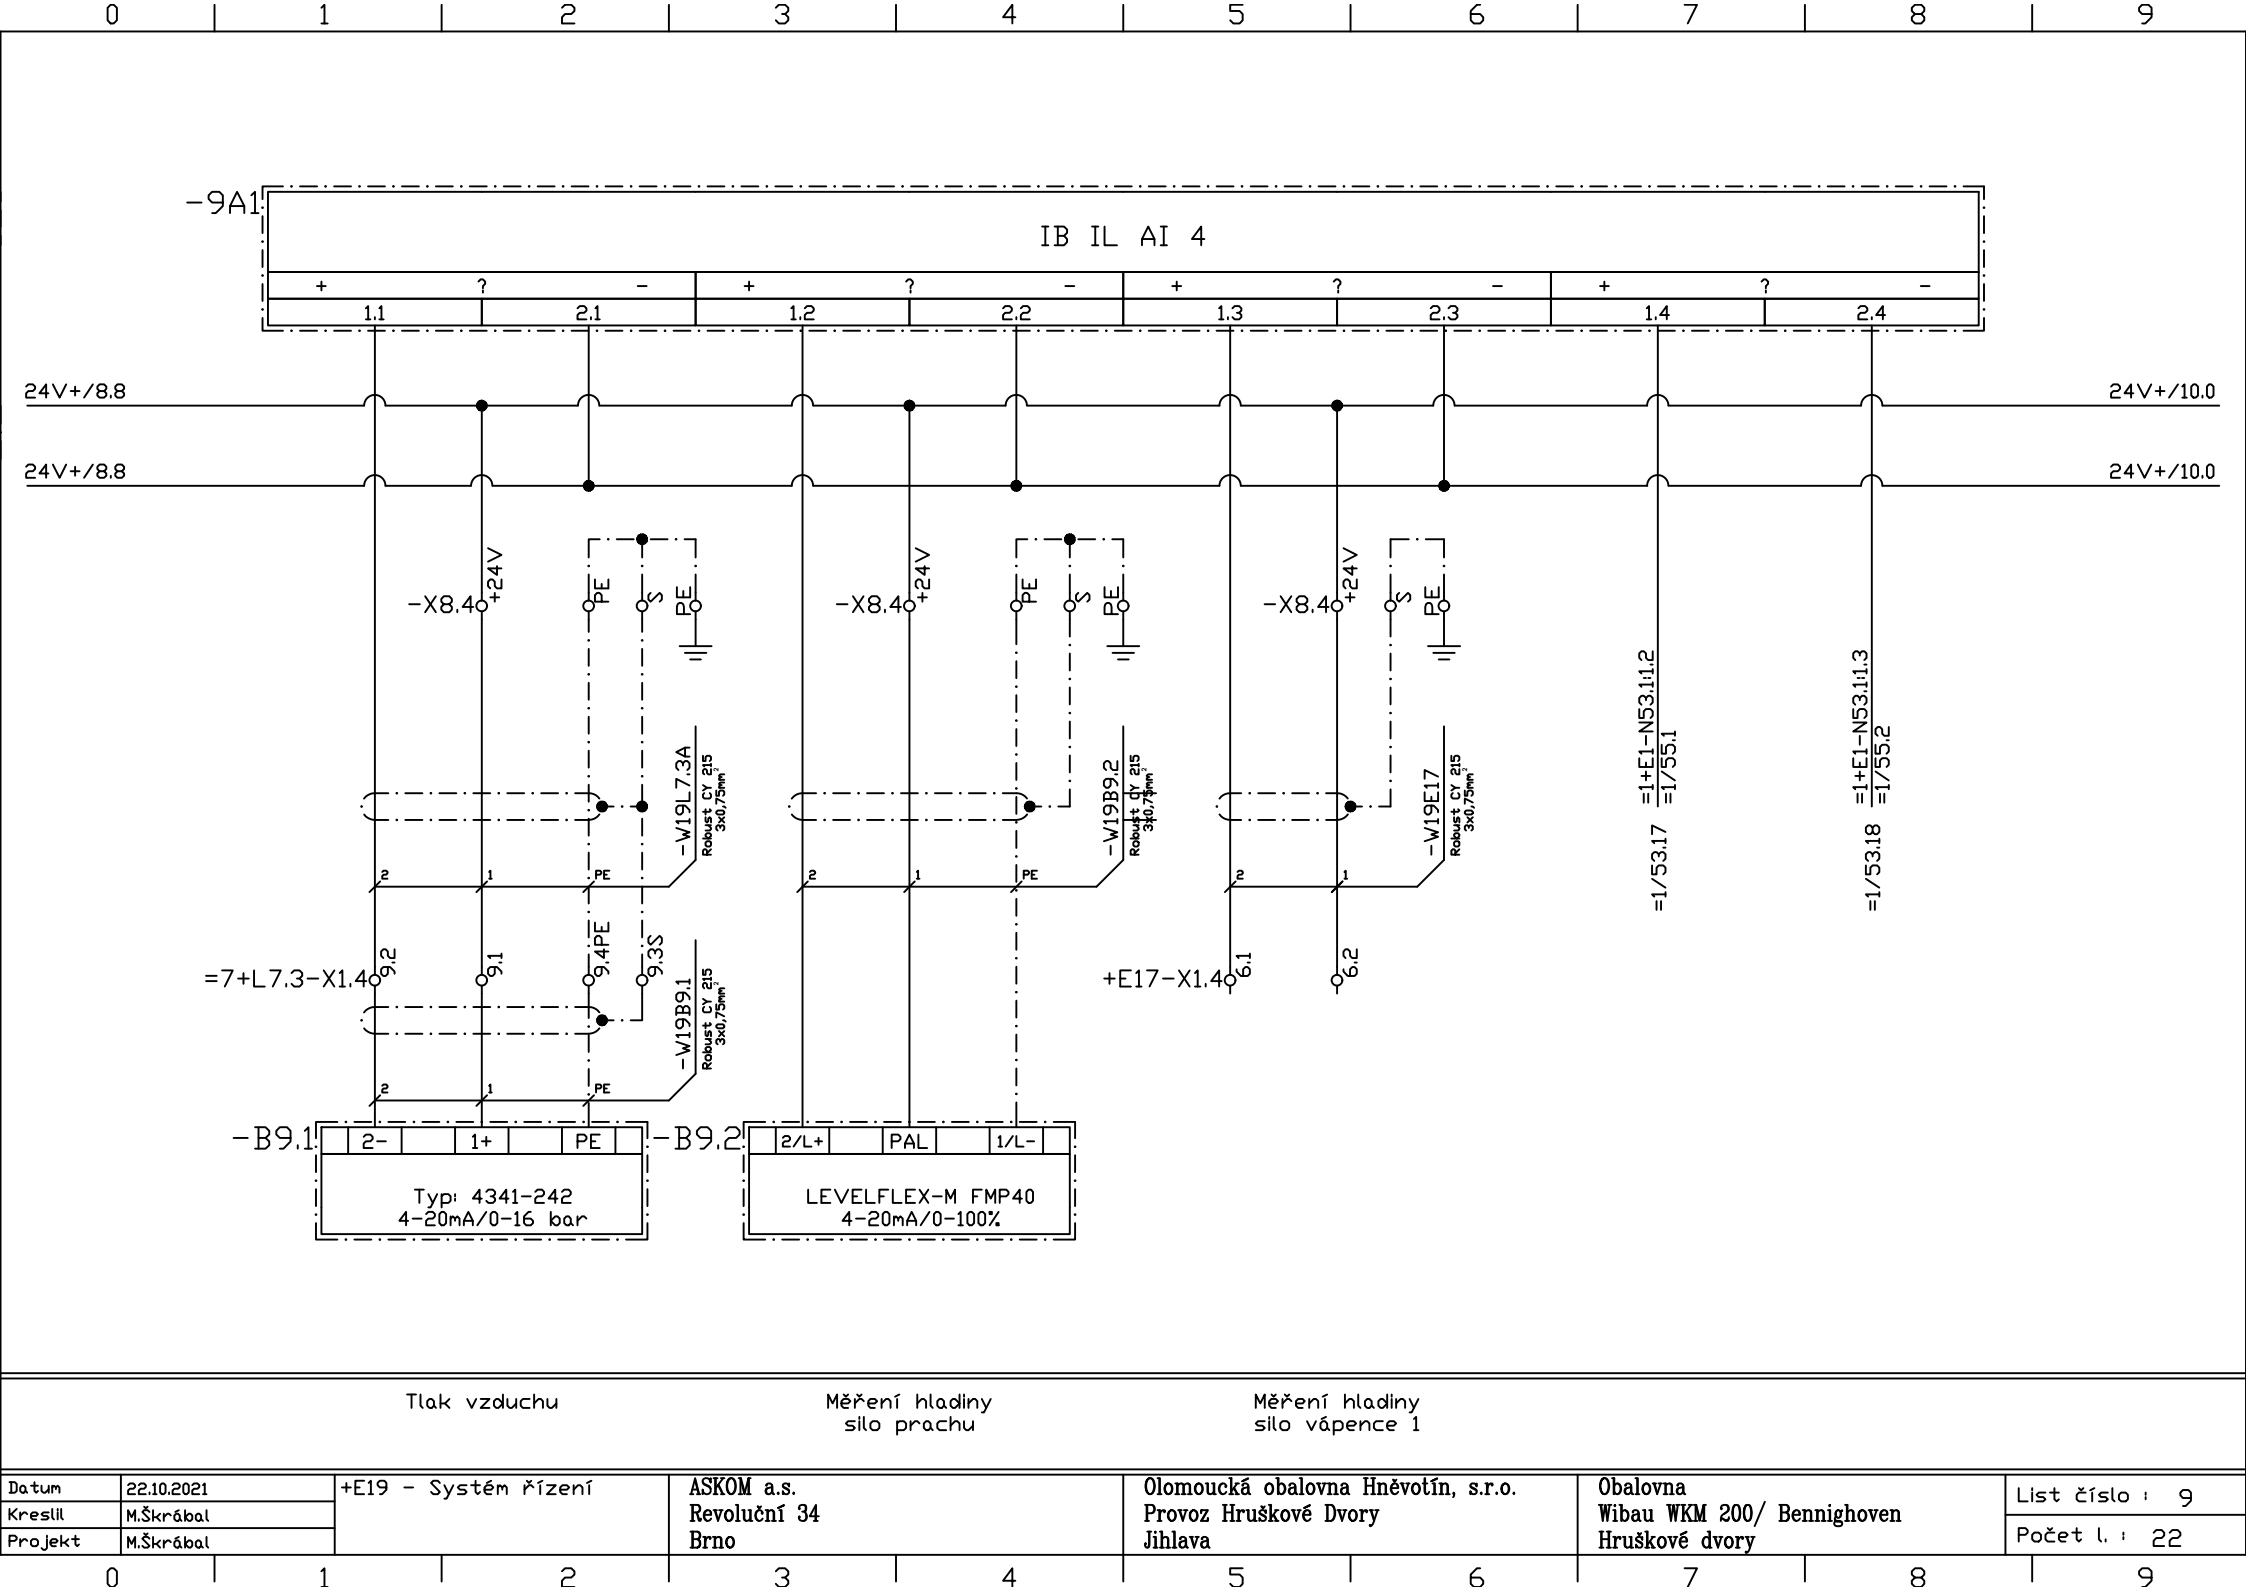 0 1 2 3 4 5 6 7 8 9
-9A1
IB IL AI 4
+ ? - + ? - + ? - + ? -
1.1 2.1 1.2 2.2 1.3 2.3 1.4 2.4
24V+/8.8 24V+/10.0
24V+/8.8 24V+/10.0
-X8.4 +24V PE S PE
-X8.4 +24V PE S PE
-X8.4 +24V S PE
-W19L7.3A
Robust CY 215
3x0,75mm²
-W19B9.2
Robust CY 215
3x0,75mm²
-W19E17
Robust CY 215
3x0,75mm²
=1+E1-N53.1:1.2
=1/55.1
=1/53.17
=1+E1-N53.1:1.3
=1/55.2
=1/53.18
2 1 PE 2 1 PE 2 1
=7+L7.3-X1.4 9.2 9.1 9.4PE 9.3S
+E17-X1.4 6.1 6.2
-W19B9.1
Robust CY 215
3x0,75mm²
2 1 PE
-B9.1 2- 1+ PE
-B9.2 2/L+ PAL 1/L-
Typ: 4341-242
4-20mA/0-16 bar
LEVELFLEX-M FMP40
4-20mA/0-100%
Tlak vzduchu
Měření hladiny
silo prachu
Měření hladiny
silo vápence 1
Datum 22.10.2021
Kreslil M.Škrábal
Projekt M.Škrábal
+E19 - Systém řízení
ASKOM a.s.
Revoluční 34
Brno
Olomoucká obalovna Hněvotín, s.r.o.
Provoz Hruškové Dvory
Jihlava
Obalovna
Wibau WKM 200/ Bennighoven
Hruškové dvory
List číslo : 9
Počet l. : 22
0 1 2 3 4 5 6 7 8 9